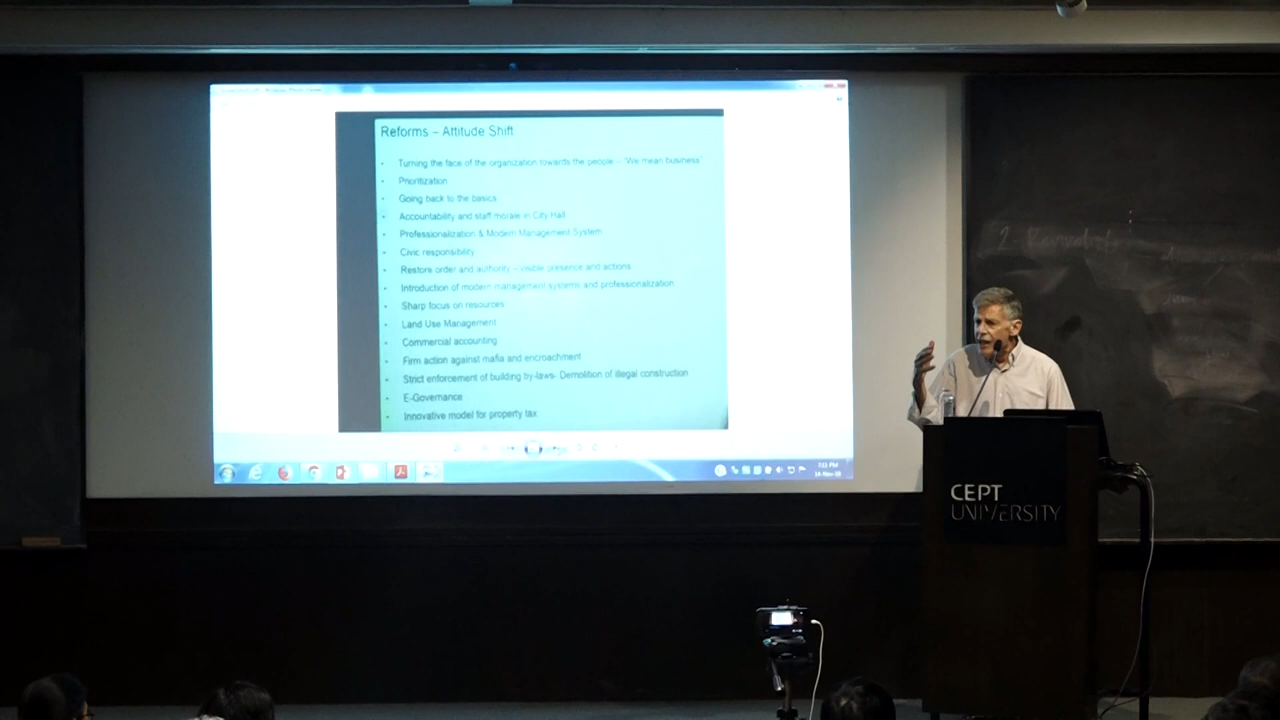 Reforms – Attitude Shift
• Turning the face of the organization towards the people – 'We mean business'
• Prioritization
• Going back to the basics
• Accountability and staff morale in City Hall
• Professionalization & Modern Management System
• Civic responsibility
• Restore order and authority – visible presence and actions
• Introduction of modern management systems and professionalization
• Sharp focus on resources
• Land Use Management
• Commercial accounting
• Firm action against mafia and encroachment
• Strict enforcement of building by-laws- Demolition of illegal construction
• E-Governance
• Innovative model for property tax
CEPT
UNIVERSITY